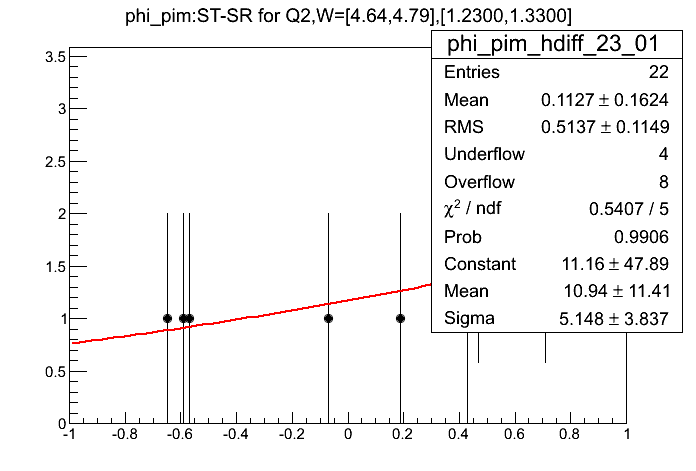 phi_pim:ST-SR for Q2,W=[4.64,4.79],[1.2300,1.3300]
phi_pim_hdiff_23_01
Entries 22
Mean 0.1127 ± 0.1624
RMS 0.5137 ± 0.1149
Underflow 4
Overflow 8
χ² / ndf 0.5407 / 5
Prob 0.9906
Constant 11.16 ± 47.89
Mean 10.94 ± 11.41
Sigma 5.148 ± 3.837
3.5
3
2.5
2
1.5
1
0.5
0
-1 -0.8 -0.6 -0.4 -0.2 0 0.2 0.4 0.6 0.8 1